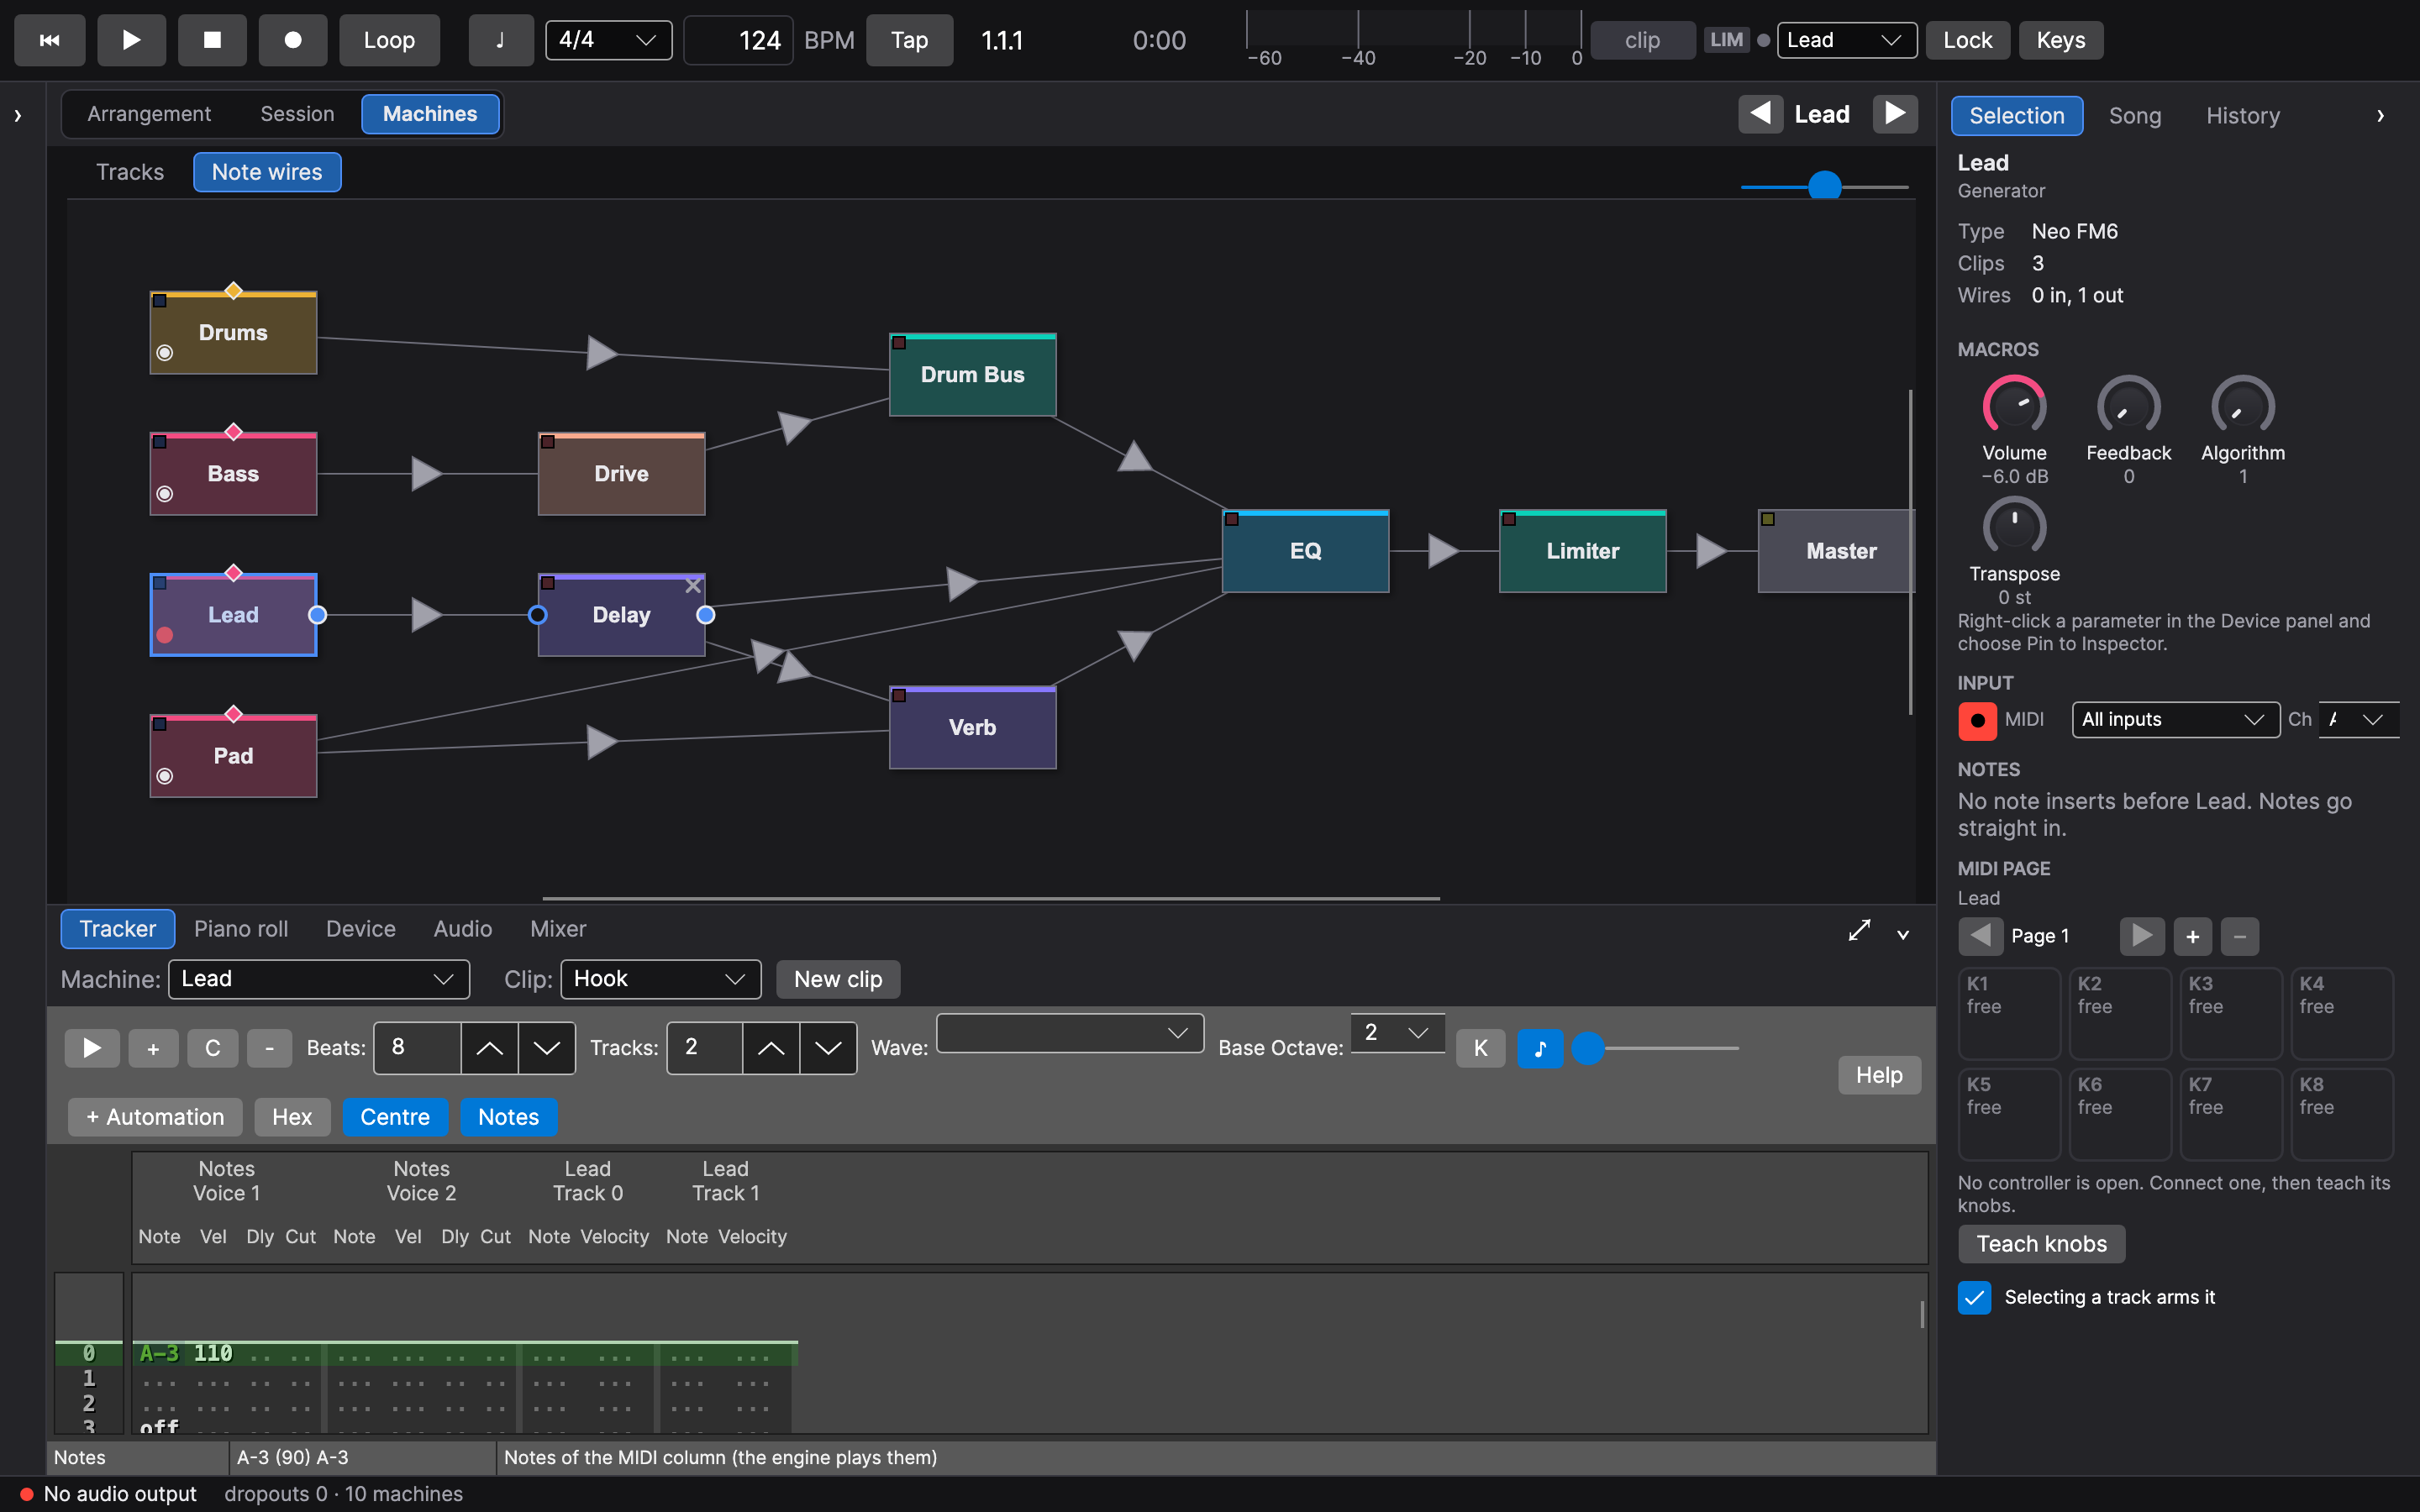 Loop
4/4
124 BPM
Tap
1.1.1
0:00
−60 −40 −20 −10 0
clip
LIM
Lead
Lock
Keys
Arrangement Session Machines
Lead
Tracks Note wires
Drums
Drum Bus
Bass
Drive
EQ
Limiter
Master
Lead
Delay
Verb
Pad
Tracker Piano roll Device Audio Mixer
Machine: Lead Clip: Hook New clip
+ C - Beats: 8 Tracks: 2 Wave: Base Octave: 2 K
Help
+ Automation Hex Centre Notes
Notes Notes Lead Lead
Voice 1 Voice 2 Track 0 Track 1
Note Vel Dly Cut Note Vel Dly Cut Note Velocity Note Velocity
0 A-3 110 .. .. ... ... .. .. ... ... ... ...
1 ... ... .. .. ... ... .. .. ... ... ... ...
2 ... ... .. .. ... ... .. .. ... ... ... ...
3 off
Notes A-3 (90) A-3 Notes of the MIDI column (the engine plays them)
No audio output dropouts 0 · 10 machines
Selection Song History
Lead
Generator
Type Neo FM6
Clips 3
Wires 0 in, 1 out
MACROS
Volume Feedback Algorithm
−6.0 dB 0 1
Transpose
0 st
Right-click a parameter in the Device panel and
choose Pin to Inspector.
INPUT
MIDI All inputs Ch
NOTES
No note inserts before Lead. Notes go
straight in.
MIDI PAGE
Lead
Page 1 + −
K1 K2 K3 K4
free free free free
K5 K6 K7 K8
free free free free
No controller is open. Connect one, then teach its
knobs.
Teach knobs
Selecting a track arms it